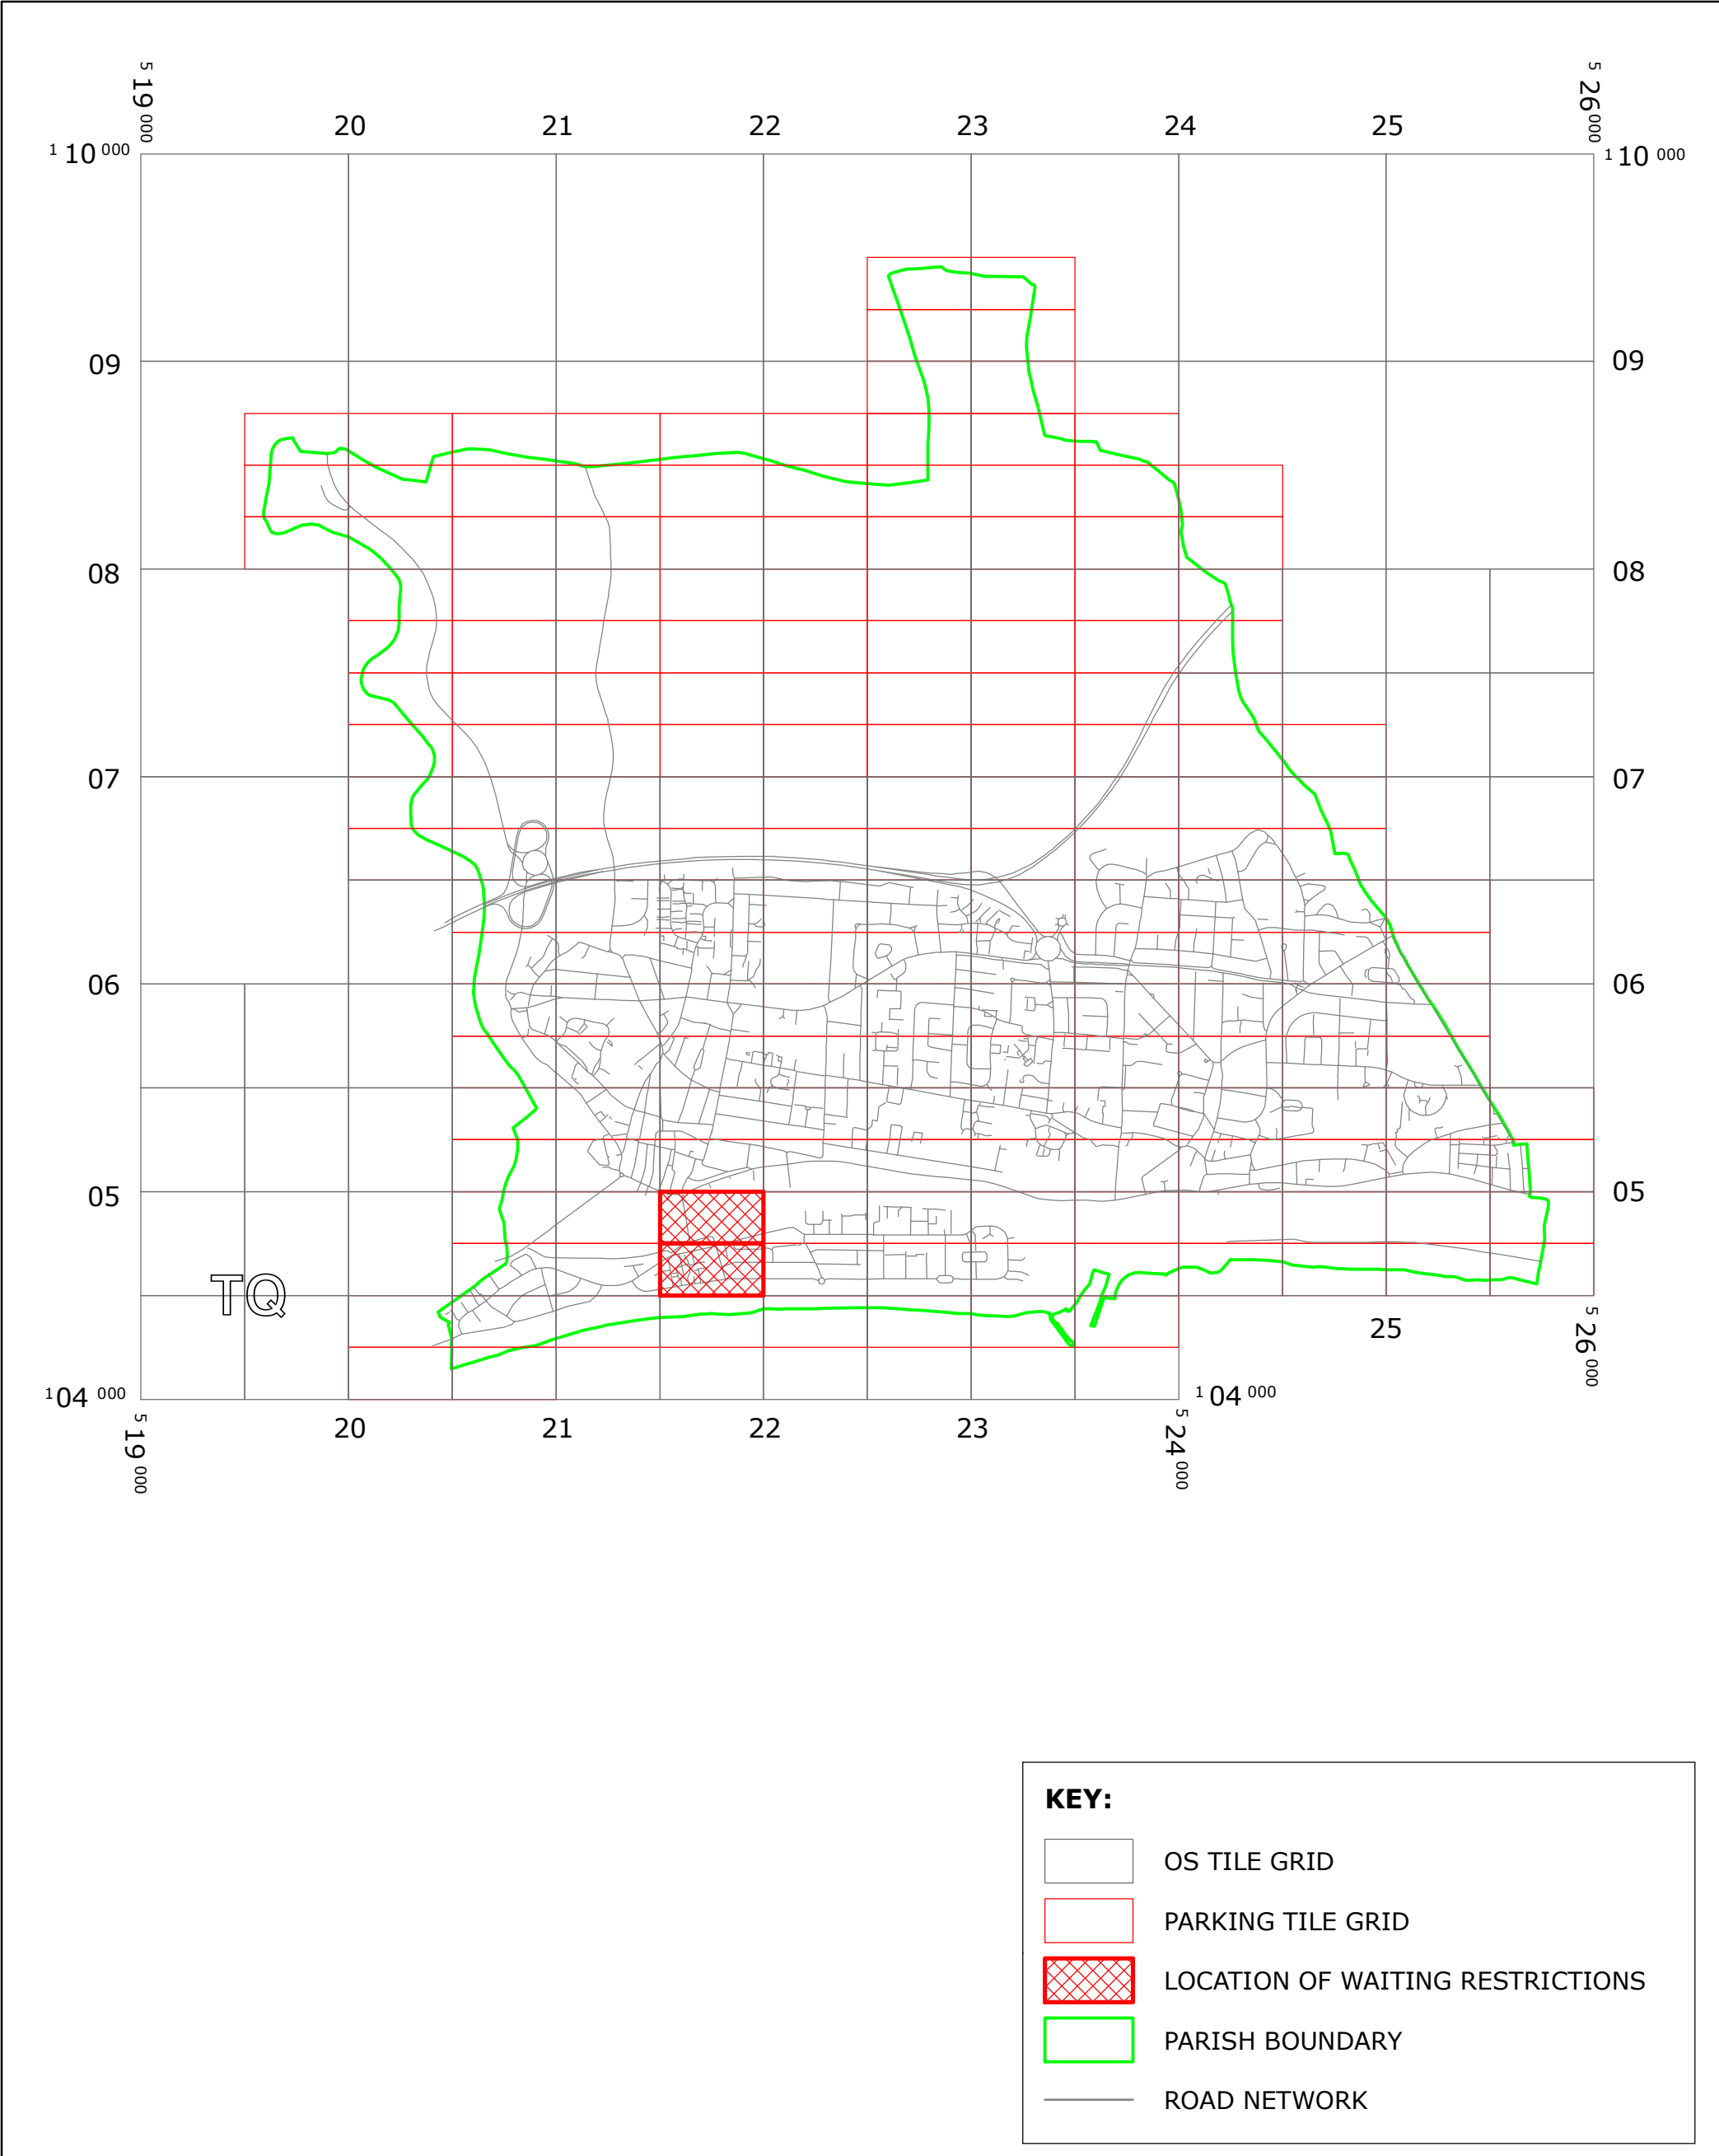 5 19 000
20 21 22 23 24 25
5 26 000
1 10 000
1 10 000
09
09
08
08
07
07
06
06
05
05
TQ
25
5 26 000
1 04 000
1 04 000
5 19 000
20 21 22 23
5 24 000
KEY:
OS TILE GRID
PARKING TILE GRID
LOCATION OF WAITING RESTRICTIONS
PARISH BOUNDARY
ROAD NETWORK